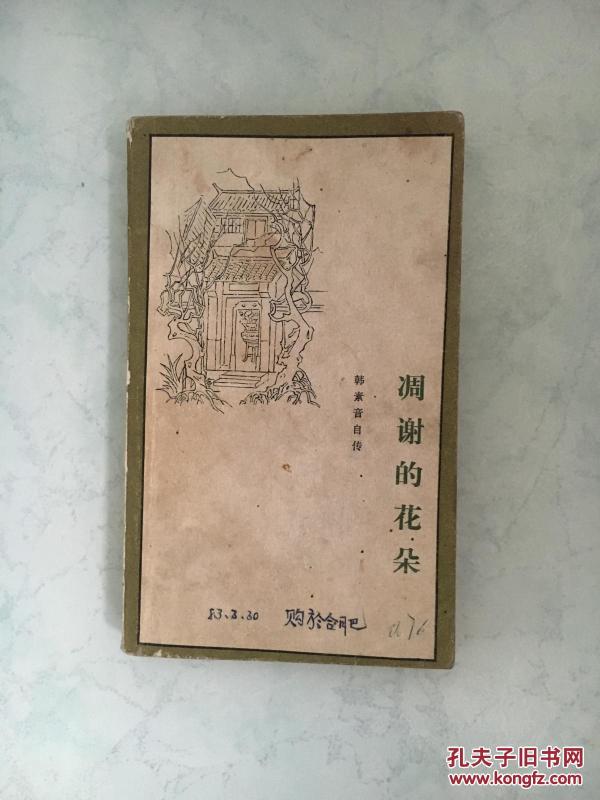 凋谢的花朵
韩素音自传
83.3.30 购於合肥
孔夫子旧书网
www.kongfz.com